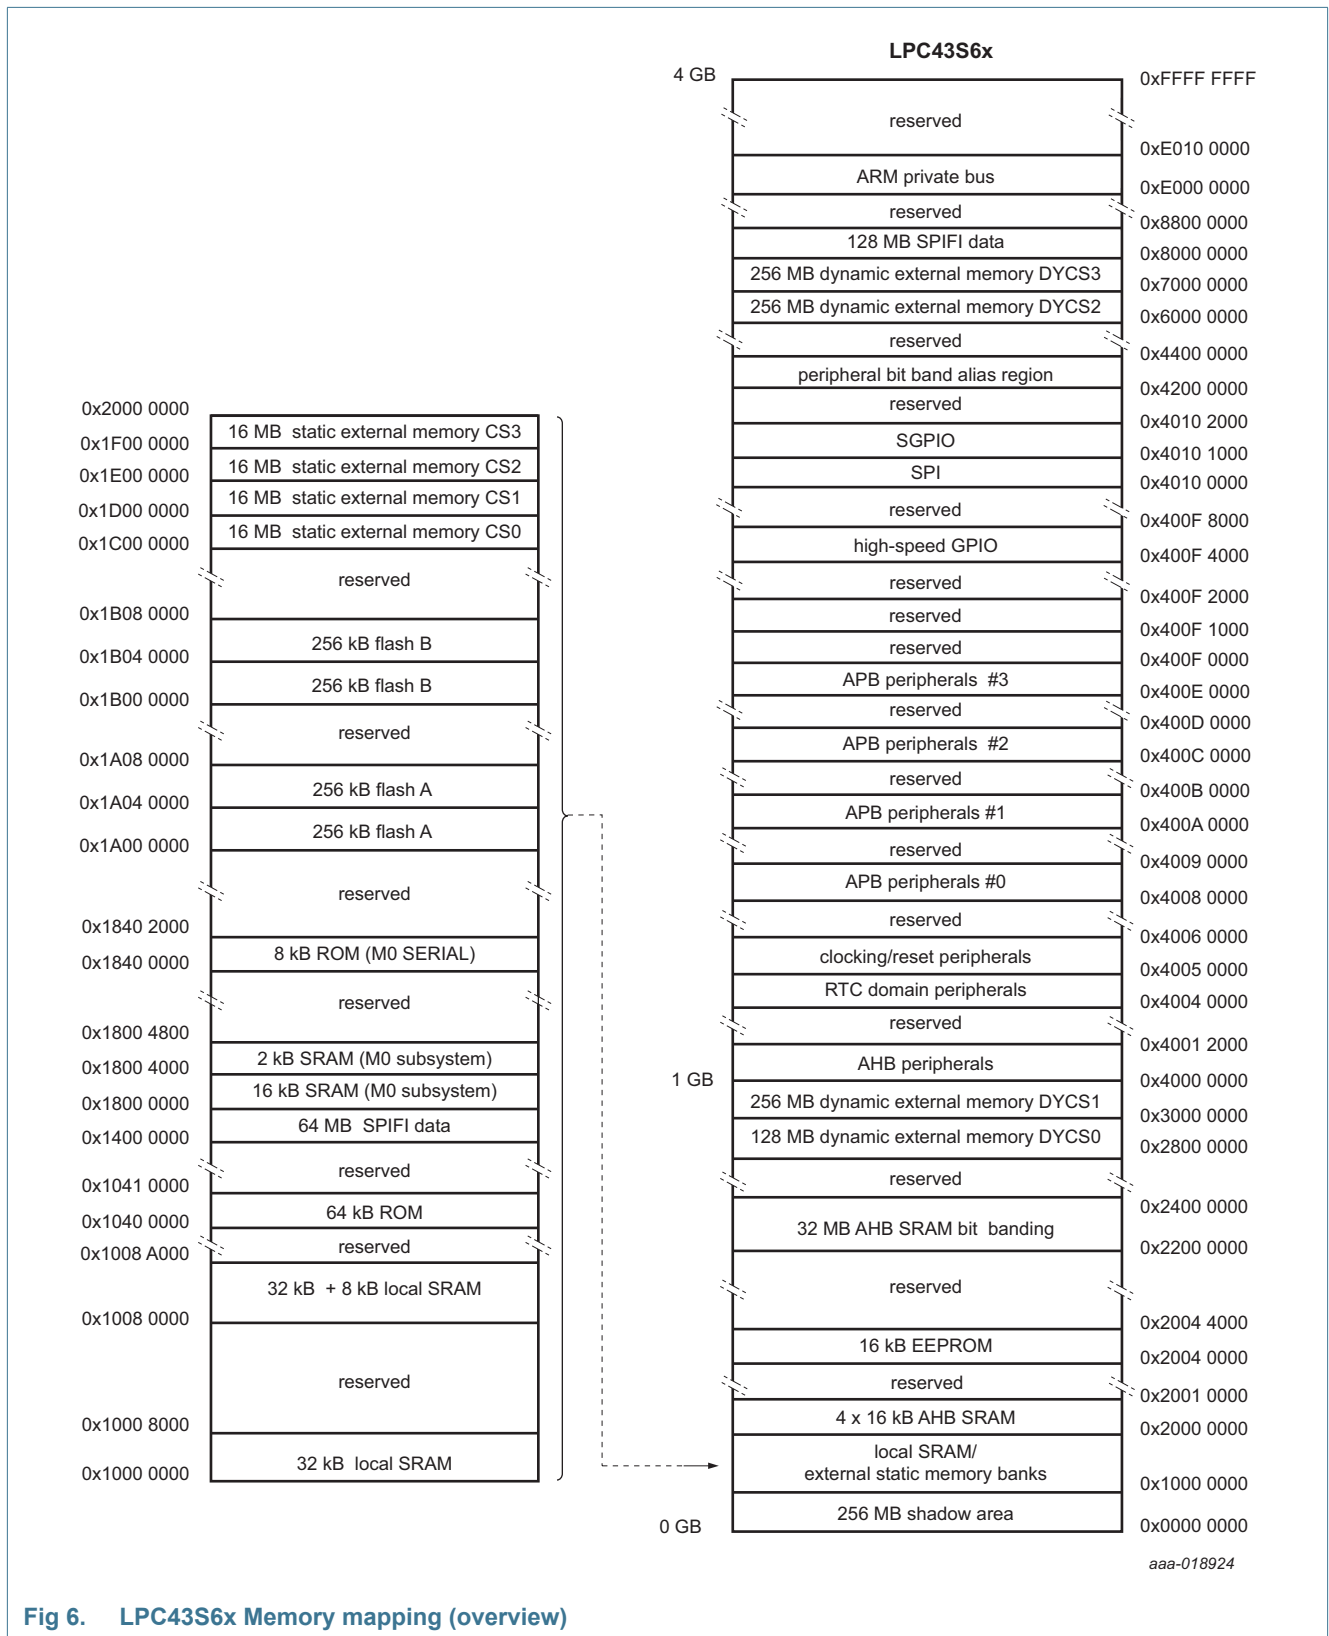 LPC43S6x
4 GB
0xFFFF FFFF
reserved
0xE010 0000
ARM private bus
0xE000 0000
reserved
0x8800 0000
128 MB SPIFI data
0x8000 0000
256 MB dynamic external memory DYCS3
0x7000 0000
256 MB dynamic external memory DYCS2
0x6000 0000
reserved
0x4400 0000
peripheral bit band alias region
0x4200 0000
reserved
0x4010 2000
SGPIO
0x4010 1000
SPI
0x4010 0000
reserved
0x400F 8000
high-speed GPIO
0x400F 4000
reserved
0x400F 2000
reserved
0x400F 1000
reserved
0x400F 0000
APB peripherals #3
0x400E 0000
reserved
0x400D 0000
APB peripherals #2
0x400C 0000
reserved
0x400B 0000
APB peripherals #1
0x400A 0000
reserved
0x4009 0000
APB peripherals #0
0x4008 0000
reserved
0x4006 0000
clocking/reset peripherals
0x4005 0000
RTC domain peripherals
0x4004 0000
reserved
0x4001 2000
AHB peripherals
1 GB
0x4000 0000
256 MB dynamic external memory DYCS1
0x3000 0000
128 MB dynamic external memory DYCS0
0x2800 0000
reserved
0x2400 0000
32 MB AHB SRAM bit banding
0x2200 0000
reserved
0x2004 4000
16 kB EEPROM
0x2004 0000
reserved
0x2001 0000
4 x 16 kB AHB SRAM
0x2000 0000
local SRAM/
external static memory banks
0x1000 0000
256 MB shadow area
0 GB
0x0000 0000
0x2000 0000
16 MB static external memory CS3
0x1F00 0000
16 MB static external memory CS2
0x1E00 0000
16 MB static external memory CS1
0x1D00 0000
16 MB static external memory CS0
0x1C00 0000
reserved
0x1B08 0000
256 kB flash B
0x1B04 0000
256 kB flash B
0x1B00 0000
reserved
0x1A08 0000
256 kB flash A
0x1A04 0000
256 kB flash A
0x1A00 0000
reserved
0x1840 2000
8 kB ROM (M0 SERIAL)
0x1840 0000
reserved
0x1800 4800
2 kB SRAM (M0 subsystem)
0x1800 4000
16 kB SRAM (M0 subsystem)
0x1800 0000
64 MB SPIFI data
0x1400 0000
reserved
0x1041 0000
64 kB ROM
0x1040 0000
reserved
0x1008 A000
32 kB + 8 kB local SRAM
0x1008 0000
reserved
0x1000 8000
32 kB local SRAM
0x1000 0000
aaa-018924
Fig 6. LPC43S6x Memory mapping (overview)